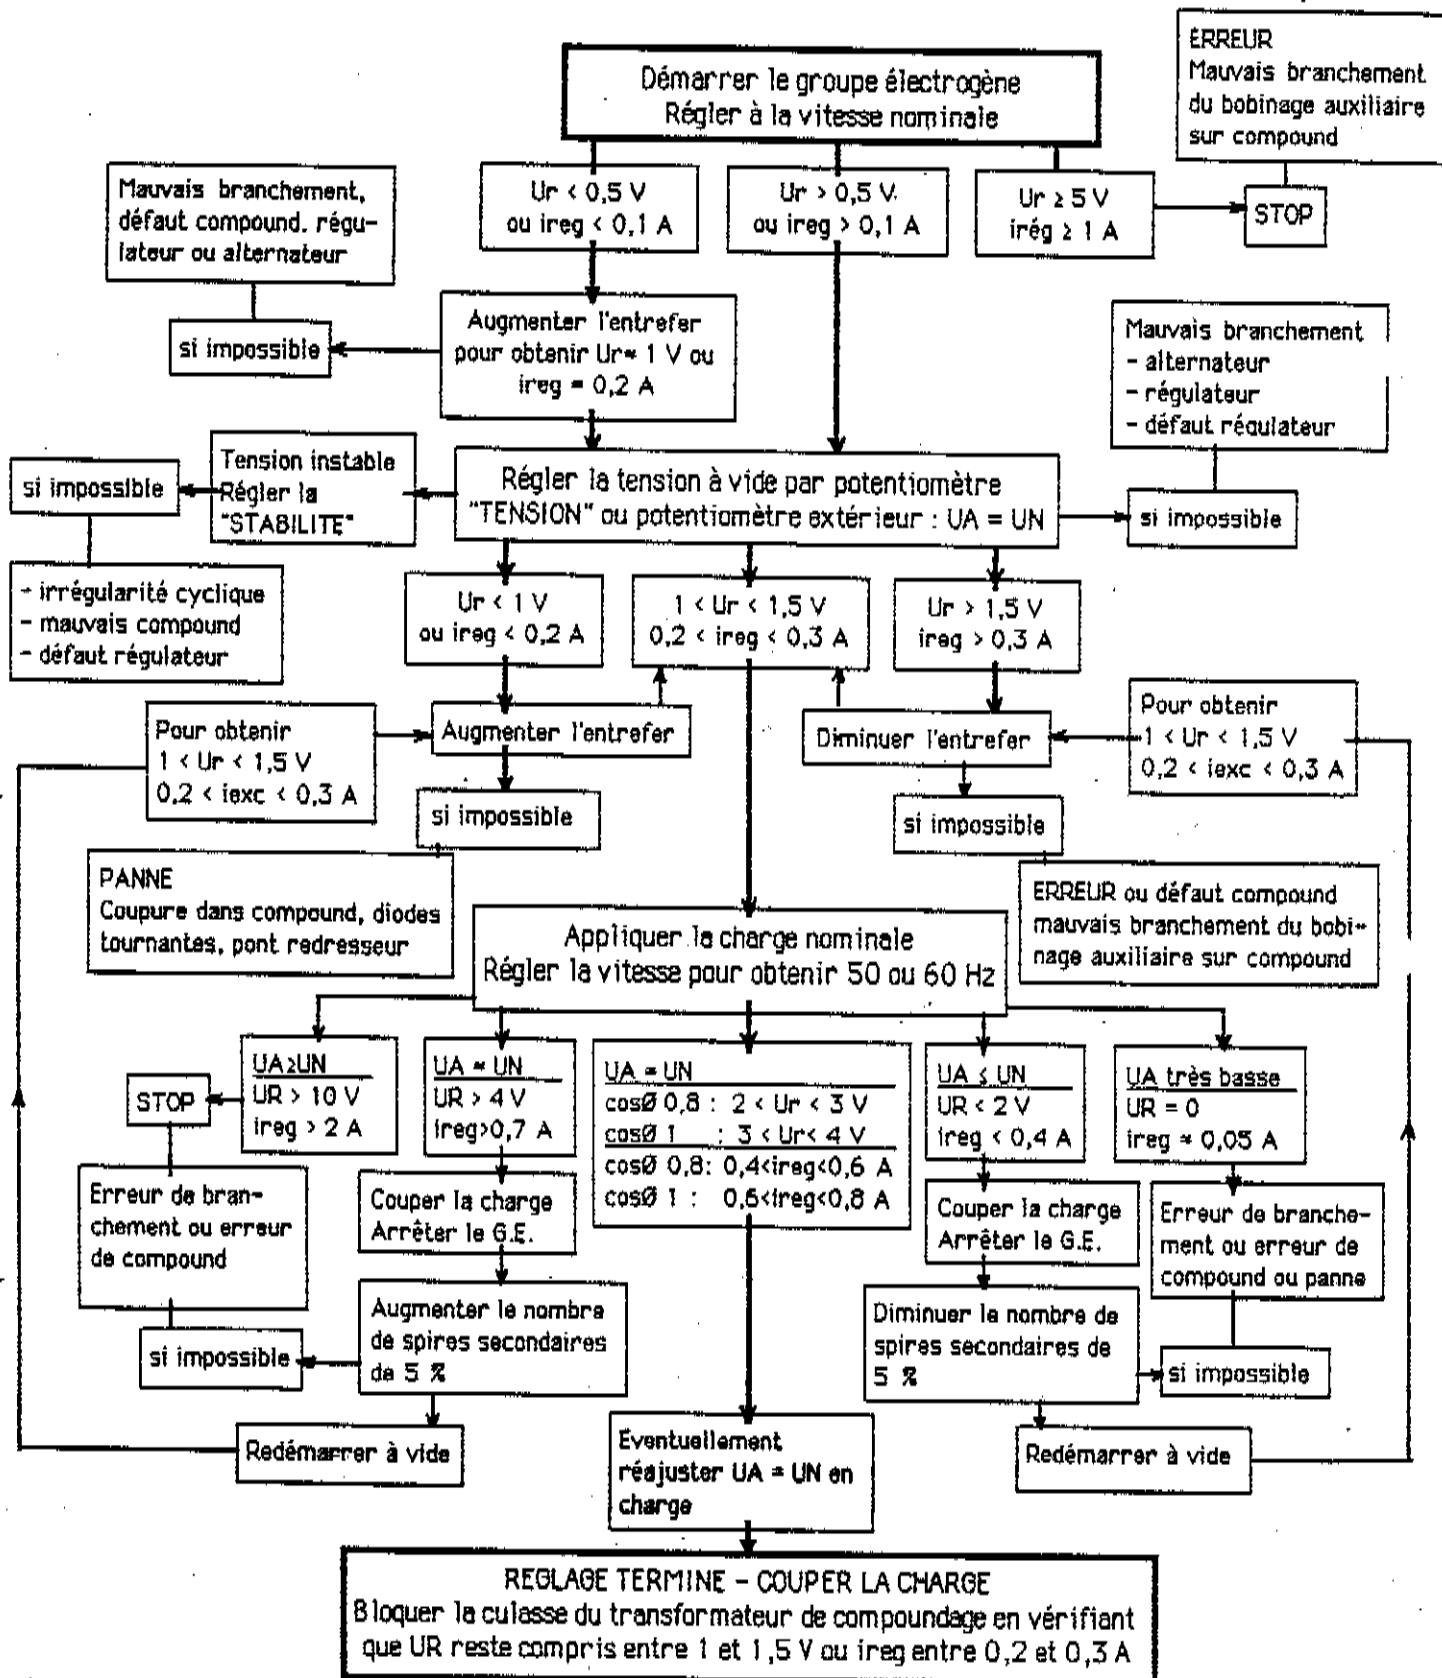 ERREUR
Mauvais branchement
du bobinage auxiliaire
sur compound
Démarrer le groupe électrogène
Régler à la vitesse nominale
Mauvais branchement,
défaut compound. régu-
lateur ou alternateur
Ur < 0,5 V
ou ireg < 0,1 A
Ur > 0,5 V.
ou ireg > 0,1 A
Ur ≥ 5 V
irég ≥ 1 A
STOP
si impossible
Augmenter l'entrefer
pour obtenir Ur≈ 1 V ou
ireg = 0,2 A
Mauvais branchement
- alternateur
- régulateur
- défaut régulateur
si impossible
Tension instable
Régler la
"STABILITE"
Régler la tension à vide par potentiomètre
"TENSION" ou potentiomètre extérieur : UA = UN
si impossible
- irrégularité cyclique
- mauvais compound
- défaut régulateur
Ur < 1 V
ou ireg < 0,2 A
1 < Ur < 1,5 V
0,2 < ireg < 0,3 A
Ur > 1,5 V
ireg > 0,3 A
Pour obtenir
1 < Ur < 1,5 V
0,2 < iexc < 0,3 A
Augmenter l'entrefer
Diminuer l'entrefer
Pour obtenir
1 < Ur < 1,5 V
0,2 < iexc < 0,3 A
si impossible
si impossible
PANNE
Coupure dans compound, diodes
tournantes, pont redresseur
ERREUR ou défaut compound
mauvais branchement du bobi-
nage auxiliaire sur compound
Appliquer la charge nominale
Régler la vitesse pour obtenir 50 ou 60 Hz
STOP
UA≥UN
UR > 10 V
ireg > 2 A
UA ≈ UN
UR > 4 V
ireg>0,7 A
UA = UN
cosØ 0,8 : 2 < Ur < 3 V
cosØ 1 : 3 < Ur< 4 V
cosØ 0,8: 0,4<ireg<0,6 A
cosØ 1 : 0,6<ireg<0,8 A
UA ≤ UN
UR < 2 V
ireg < 0,4 A
UA très basse
UR = 0
ireg ≈ 0,05 A
Erreur de bran-
chement ou erreur
de compound
Couper la charge
Arrêter le G.E.
Couper la charge
Arrêter le G.E.
Erreur de branche-
ment ou erreur de
compound ou panne
si impossible
Augmenter le nombre
de spires secondaires
de 5 %
Diminuer le nombre de
spires secondaires de
5 %
si impossible
Redémarrer à vide
Eventuellement
réajuster UA = UN en
charge
Redémarrer à vide
REGLAGE TERMINE - COUPER LA CHARGE
Bloquer la culasse du transformateur de compoundage en vérifiant
que UR reste compris entre 1 et 1,5 V ou ireg entre 0,2 et 0,3 A